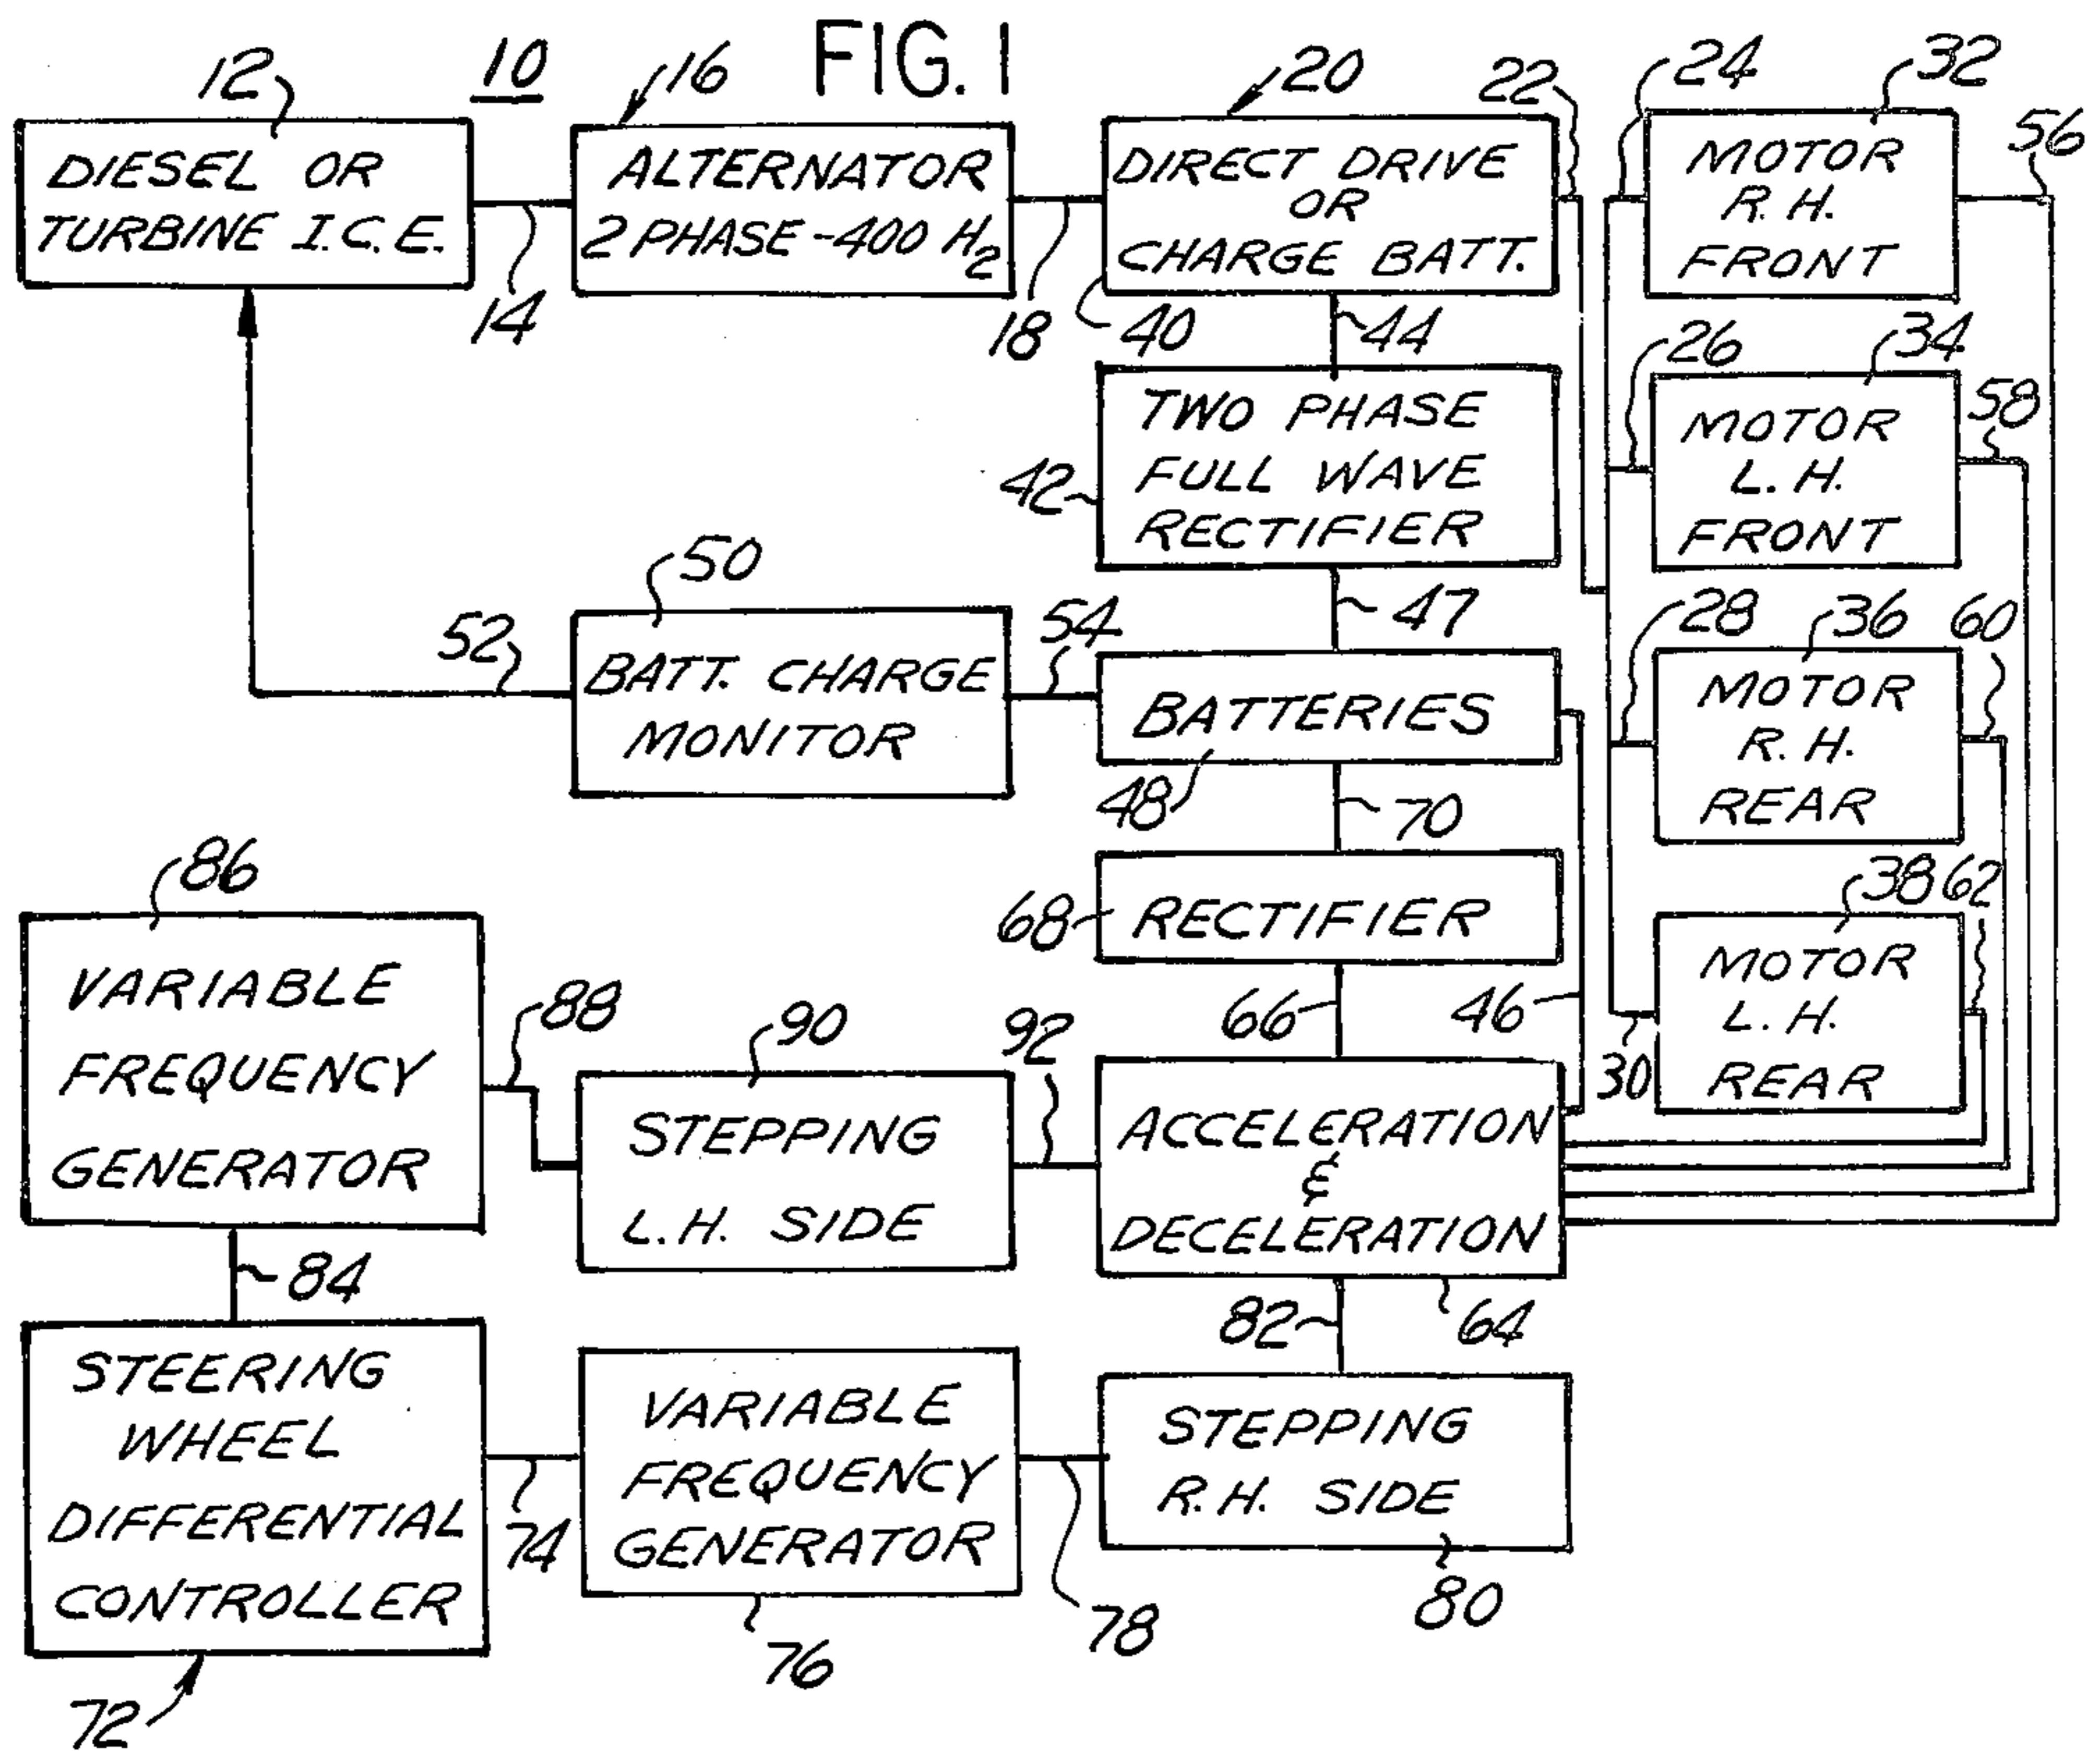 FIG. 1
10
12
DIESEL OR
TURBINE I.C.E.
14
16
ALTERNATOR
2 PHASE-400 H2
18
20
DIRECT DRIVE
OR
CHARGE BATT.
40
22
24
32
MOTOR
R.H.
FRONT
56
44
TWO PHASE
FULL WAVE
RECTIFIER
42
26
34
MOTOR
L.H.
FRONT
58
47
50
BATT. CHARGE
MONITOR
52
54
BATTERIES
48
28
36
MOTOR
R.H.
REAR
60
70
RECTIFIER
68
66
46
30
38
MOTOR
L.H.
REAR
62
86
VARIABLE
FREQUENCY
GENERATOR
88
90
STEPPING
L.H. SIDE
92
ACCELERATION
&
DECELERATION
64
84
82
STEERING
WHEEL
DIFFERENTIAL
CONTROLLER
72
74
VARIABLE
FREQUENCY
GENERATOR
76
78
STEPPING
R.H. SIDE
80